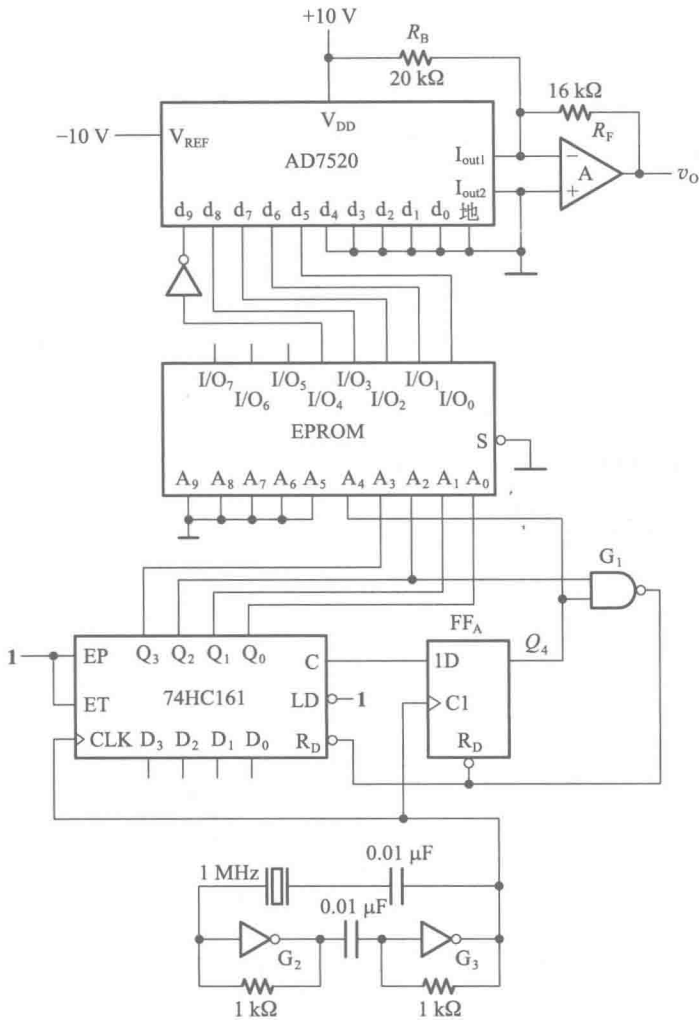 +10 V
R_B
20 kΩ
16 kΩ
R_F
−10 V
V_REF
V_DD
AD7520
I_out1
I_out2
A
−
+
v_O
d_9 d_8 d_7 d_6 d_5 d_4 d_3 d_2 d_1 d_0 地
I/O_7 I/O_5 I/O_3 I/O_1
I/O_6 I/O_4 I/O_2 I/O_0
EPROM
S
A_9 A_8 A_7 A_6 A_5 A_4 A_3 A_2 A_1 A_0
G_1
FF_A
1
EP
Q_3 Q_2 Q_1 Q_0
C
1D
Q_4
ET
74HC161
LD
1
C1
CLK
D_3 D_2 D_1 D_0
R_D
R_D
1 MHz
0.01 μF
0.01 μF
G_2
G_3
1 kΩ
1 kΩ